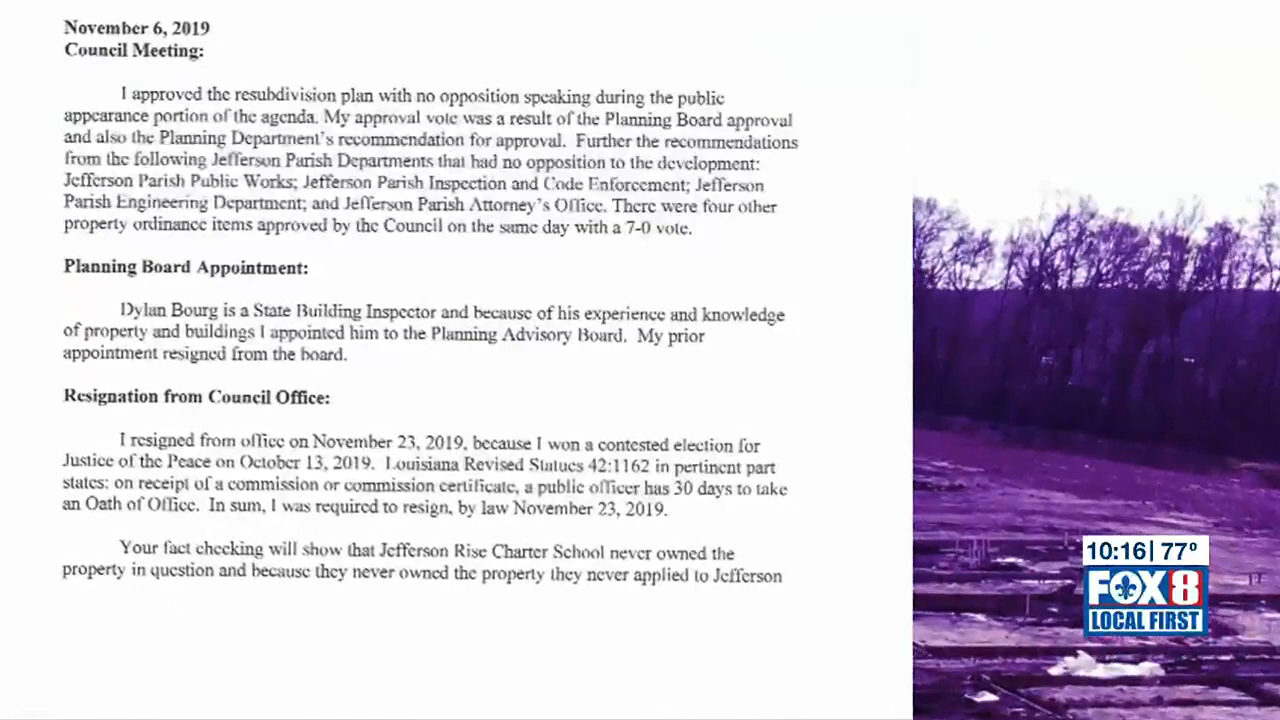 November 6, 2019
Council Meeting:
I approved the resubdivision plan with no opposition speaking during the public
appearance portion of the agenda. My approval vote was a result of the Planning Board approval
and also the Planning Department's recommendation for approval. Further the recommendations
from the following Jefferson Parish Departments that had no opposition to the development:
Jefferson Parish Public Works; Jefferson Parish Inspection and Code Enforcement; Jefferson
Parish Engineering Department; and Jefferson Parish Attorney's Office. There were four other
property ordinance items approved by the Council on the same day with a 7-0 vote.
Planning Board Appointment:
Dylan Bourg is a State Building Inspector and because of his experience and knowledge
of property and buildings I appointed him to the Planning Advisory Board. My prior
appointment resigned from the board.
Resignation from Council Office:
I resigned from office on November 23, 2019, because I won a contested election for
Justice of the Peace on October 13, 2019. Louisiana Revised Statues 42:1162 in pertinent part
states: on receipt of a commission or commission certificate, a public officer has 30 days to take
an Oath of Office. In sum, I was required to resign, by law November 23, 2019.
Your fact checking will show that Jefferson Rise Charter School never owned the
property in question and because they never owned the property they never applied to Jefferson
10:16 | 77°
FOX 8
LOCAL FIRST